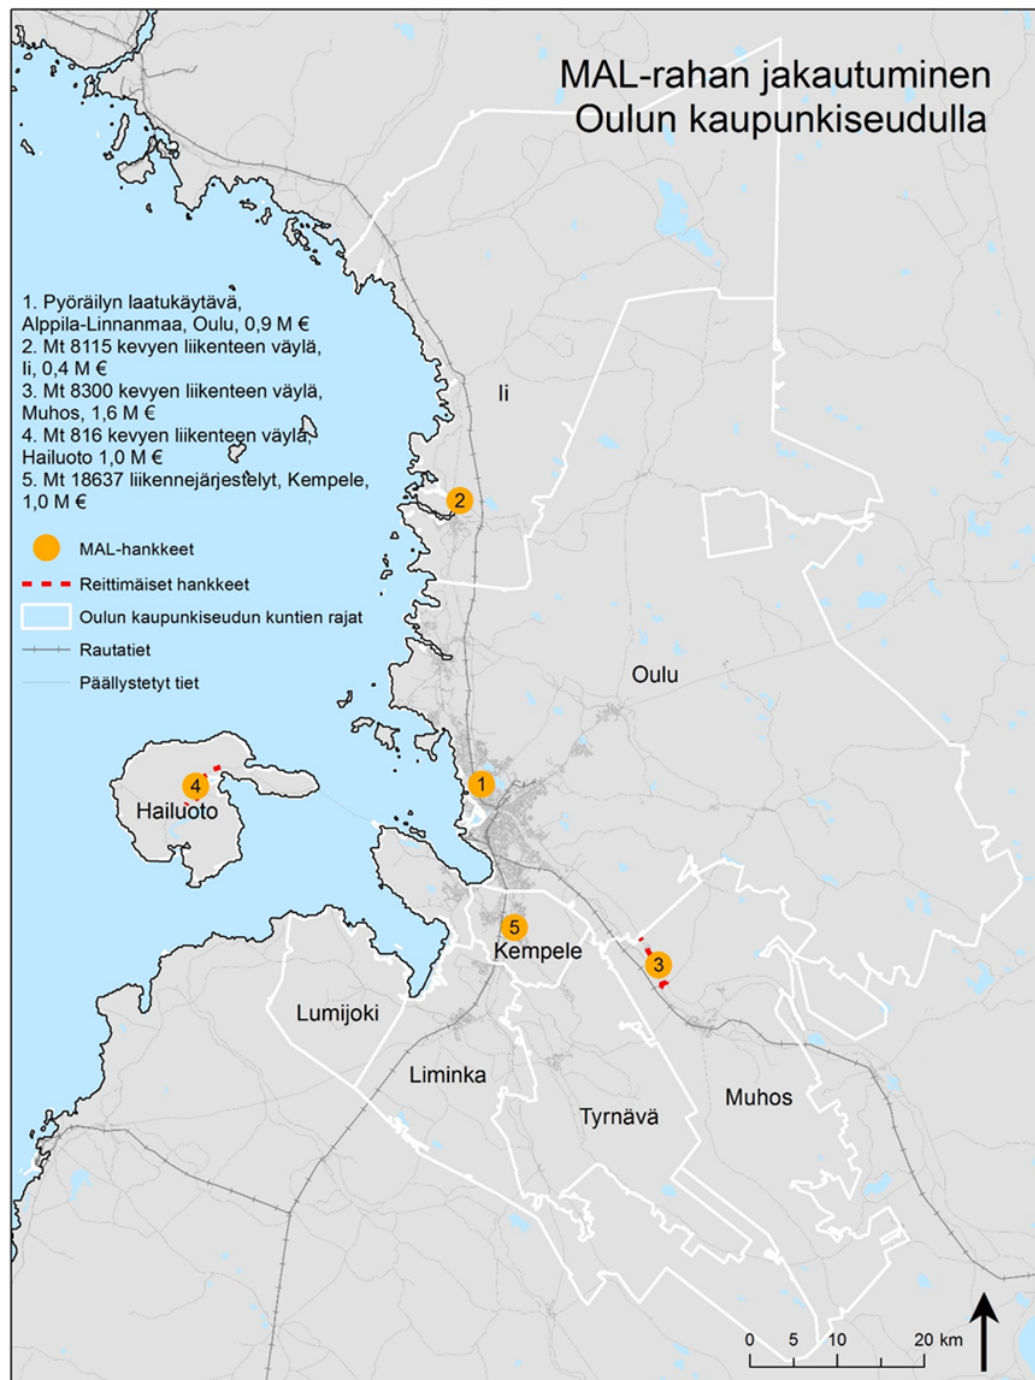 MAL-rahan jakautuminen
Oulun kaupunkiseudulla
1. Pyöräilyn laatukäytävä,
Alppila-Linnanmaa, Oulu, 0,9 M €
2. Mt 8115 kevyen liikenteen väylä,
Ii, 0,4 M €
3. Mt 8300 kevyen liikenteen väylä,
Muhos, 1,6 M €
4. Mt 816 kevyen liikenteen väylä,
Hailuoto 1,0 M €
5. Mt 18637 liikennejärjestelyt, Kempele,
1,0 M €
MAL-hankkeet
Reittimäiset hankkeet
Oulun kaupunkiseudun kuntien rajat
Rautatiet
Päällystetyt tiet
Ii
2
Oulu
1
4
Hailuoto
5
Kempele
3
Lumijoki
Liminka
Tyrnävä
Muhos
0 5 10 20 km